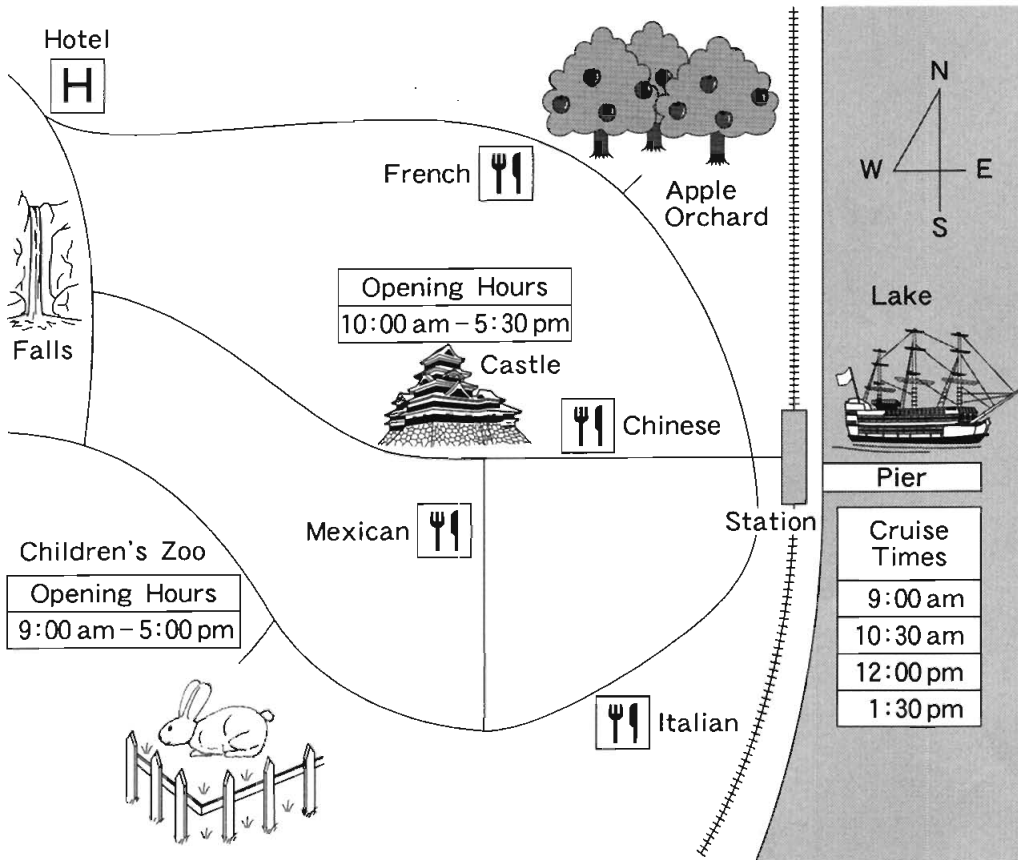 Hotel
H
French
Apple
Orchard
N
W
E
S
Opening Hours
10:00 am – 5:30 pm
Castle
Lake
Falls
Chinese
Pier
Mexican
Station
Children's Zoo
Opening Hours
9:00 am – 5:00 pm
Cruise
Times
9:00 am
10:30 am
12:00 pm
1:30 pm
Italian